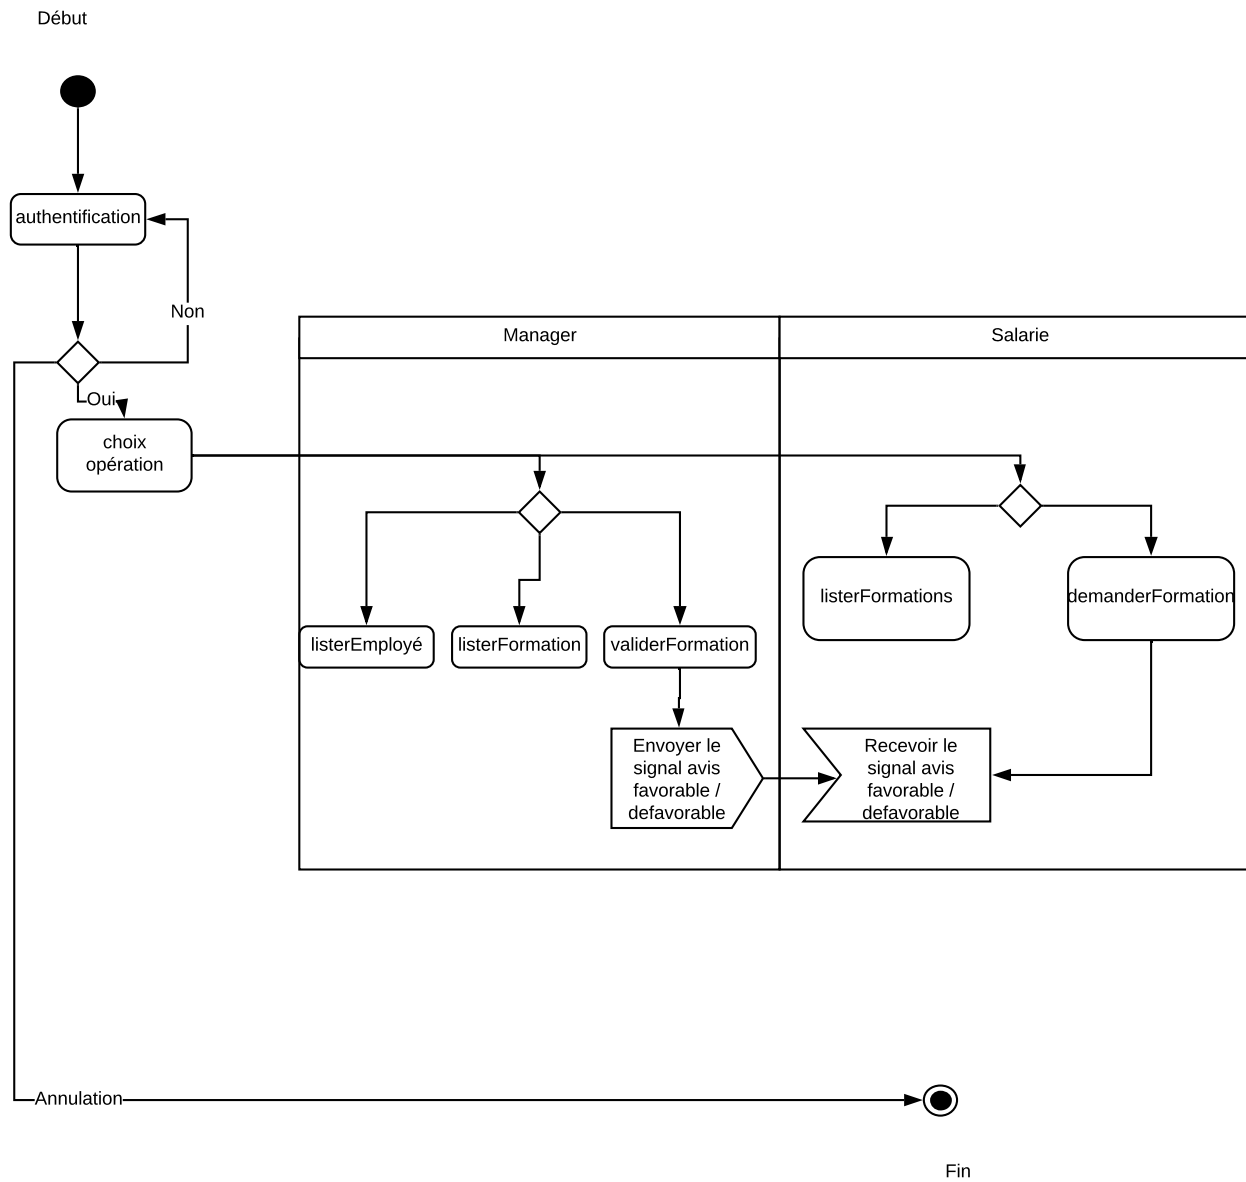 Début
authentification
Non
Manager
Salarie
Oui
choix
opération
listerFormations
demanderFormation
listerEmployé
listerFormation
validerFormation
Envoyer le
signal avis
favorable /
defavorable
Recevoir le
signal avis
favorable /
defavorable
Annulation
Fin